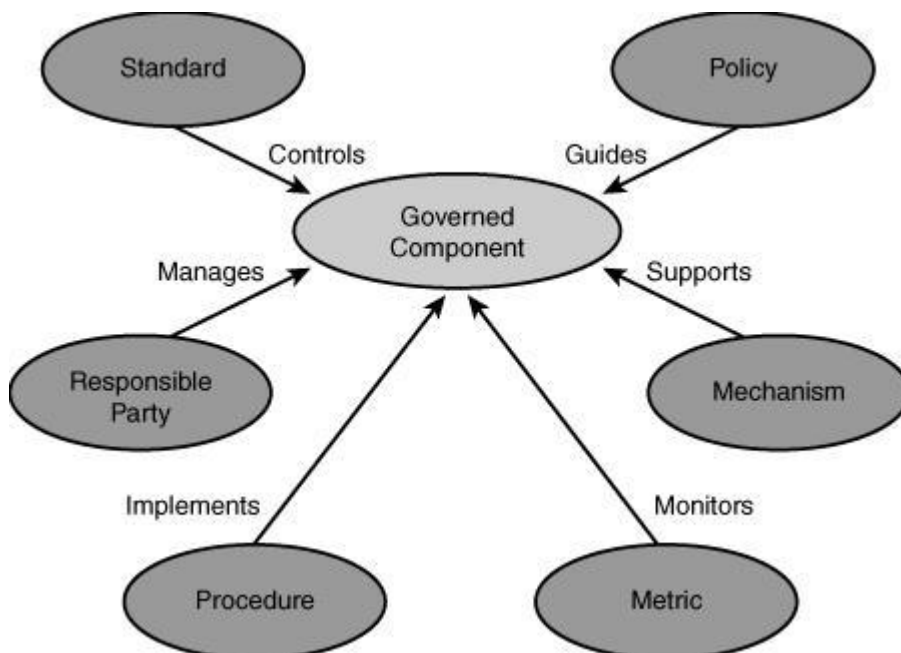 Standard
Policy
Controls
Guides
Governed
Component
Manages
Supports
Responsible
Party
Mechanism
Implements
Monitors
Procedure
Metric